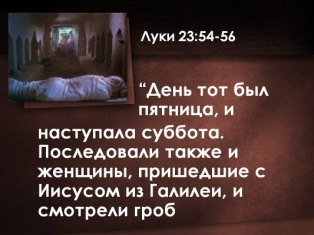 Луки 23:54-56
“День тот был
пятница, и
наступала суббота.
Последовали также и
женщины, пришедшие с
Иисусом из Галилеи, и
смотрели гроб